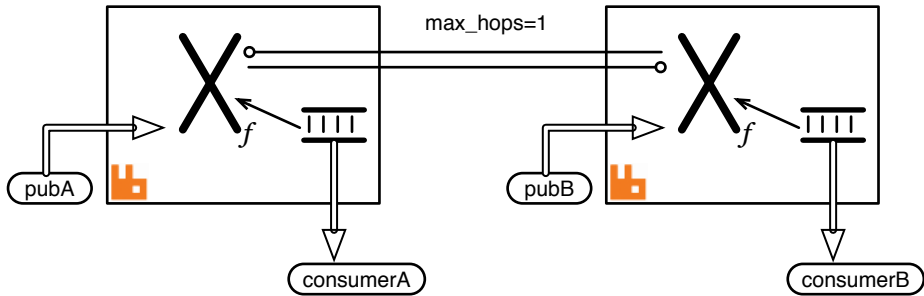 max_hops=1
f
f
pubA
pubB
consumerA
consumerB